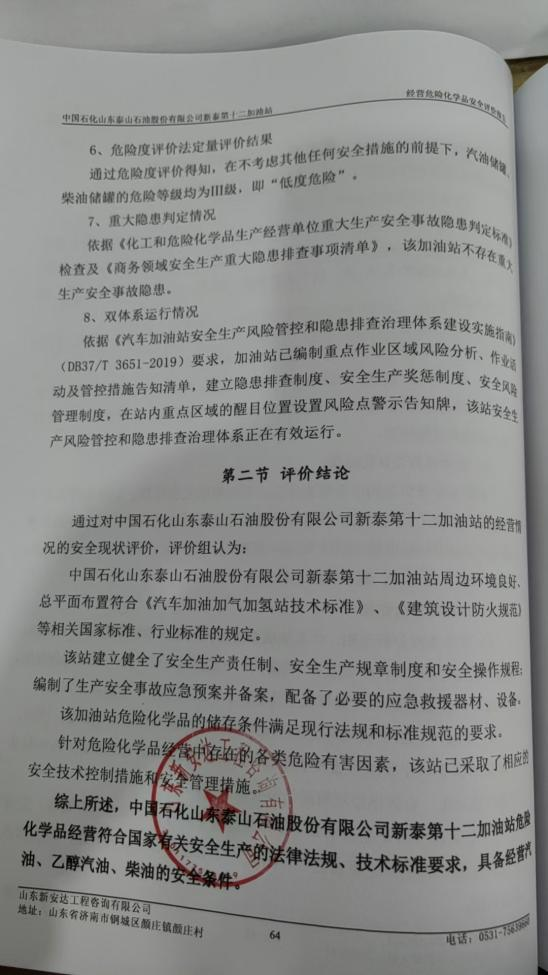 中国石化山东泰山石油股份有限公司新泰第十二加油站
经营危险化学品安全评价报告
6、危险度评价法定量评价结果
通过危险度评价得知，在不考虑其他任何安全措施的前提下，汽油储罐、
柴油储罐的危险等级均为III级，即“低度危险”。
7、重大隐患判定情况
依据《化工和危险化学品生产经营单位重大生产安全事故隐患判定标准》
检查及《商务领域安全生产重大隐患排查事项清单》，该加油站不存在重大
生产安全事故隐患。
8、双体系运行情况
依据《汽车加油站安全生产风险管控和隐患排查治理体系建设实施指南》
（DB37/T 3651-2019）要求，加油站已编制重点作业区域风险分析、作业活
动及管控措施告知清单，建立隐患排查制度、安全生产奖惩制度、安全风险
管理制度，在站内重点区域的醒目位置设置风险点警示告知牌，该站安全生
产风险管控和隐患排查治理体系正在有效运行。
第二节 评价结论
通过对中国石化山东泰山石油股份有限公司新泰第十二加油站的经营情
况的安全现状评价，评价组认为：
中国石化山东泰山石油股份有限公司新泰第十二加油站周边环境良好、
总平面布置符合《汽车加油加气加氢站技术标准》、《建筑设计防火规范》
等相关国家标准、行业标准的规定。
该站建立健全了安全生产责任制、安全生产规章制度和安全操作规程；
编制了生产安全事故应急预案并备案，配备了必要的应急救援器材、设备。
该加油站危险化学品的储存条件满足现行法规和标准规范的要求。
针对危险化学品经营中存在的各类危险有害因素，该站已采取了相应的
安全技术控制措施和安全管理措施。
综上所述，中国石化山东泰山石油股份有限公司新泰第十二加油站危险
化学品经营符合国家有关安全生产的法律法规、技术标准要求，具备经营汽
油、乙醇汽油、柴油的安全条件。
山东新安达工程咨询有限公司
地址：山东省济南市钢城区颜庄镇颜庄村
64
电话：0531-75639666